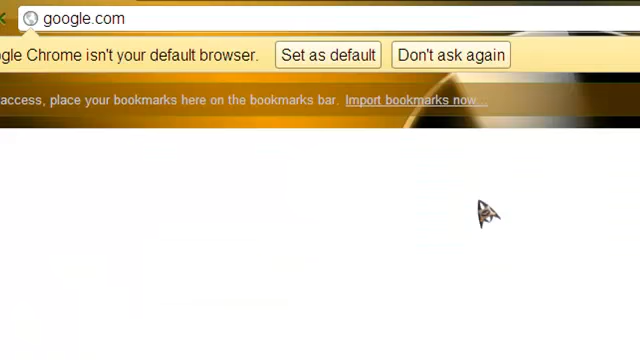 google.com
gle Chrome isn't your default browser. Set as default Don't ask again
access, place your bookmarks here on the bookmarks bar. Import bookmarks now...